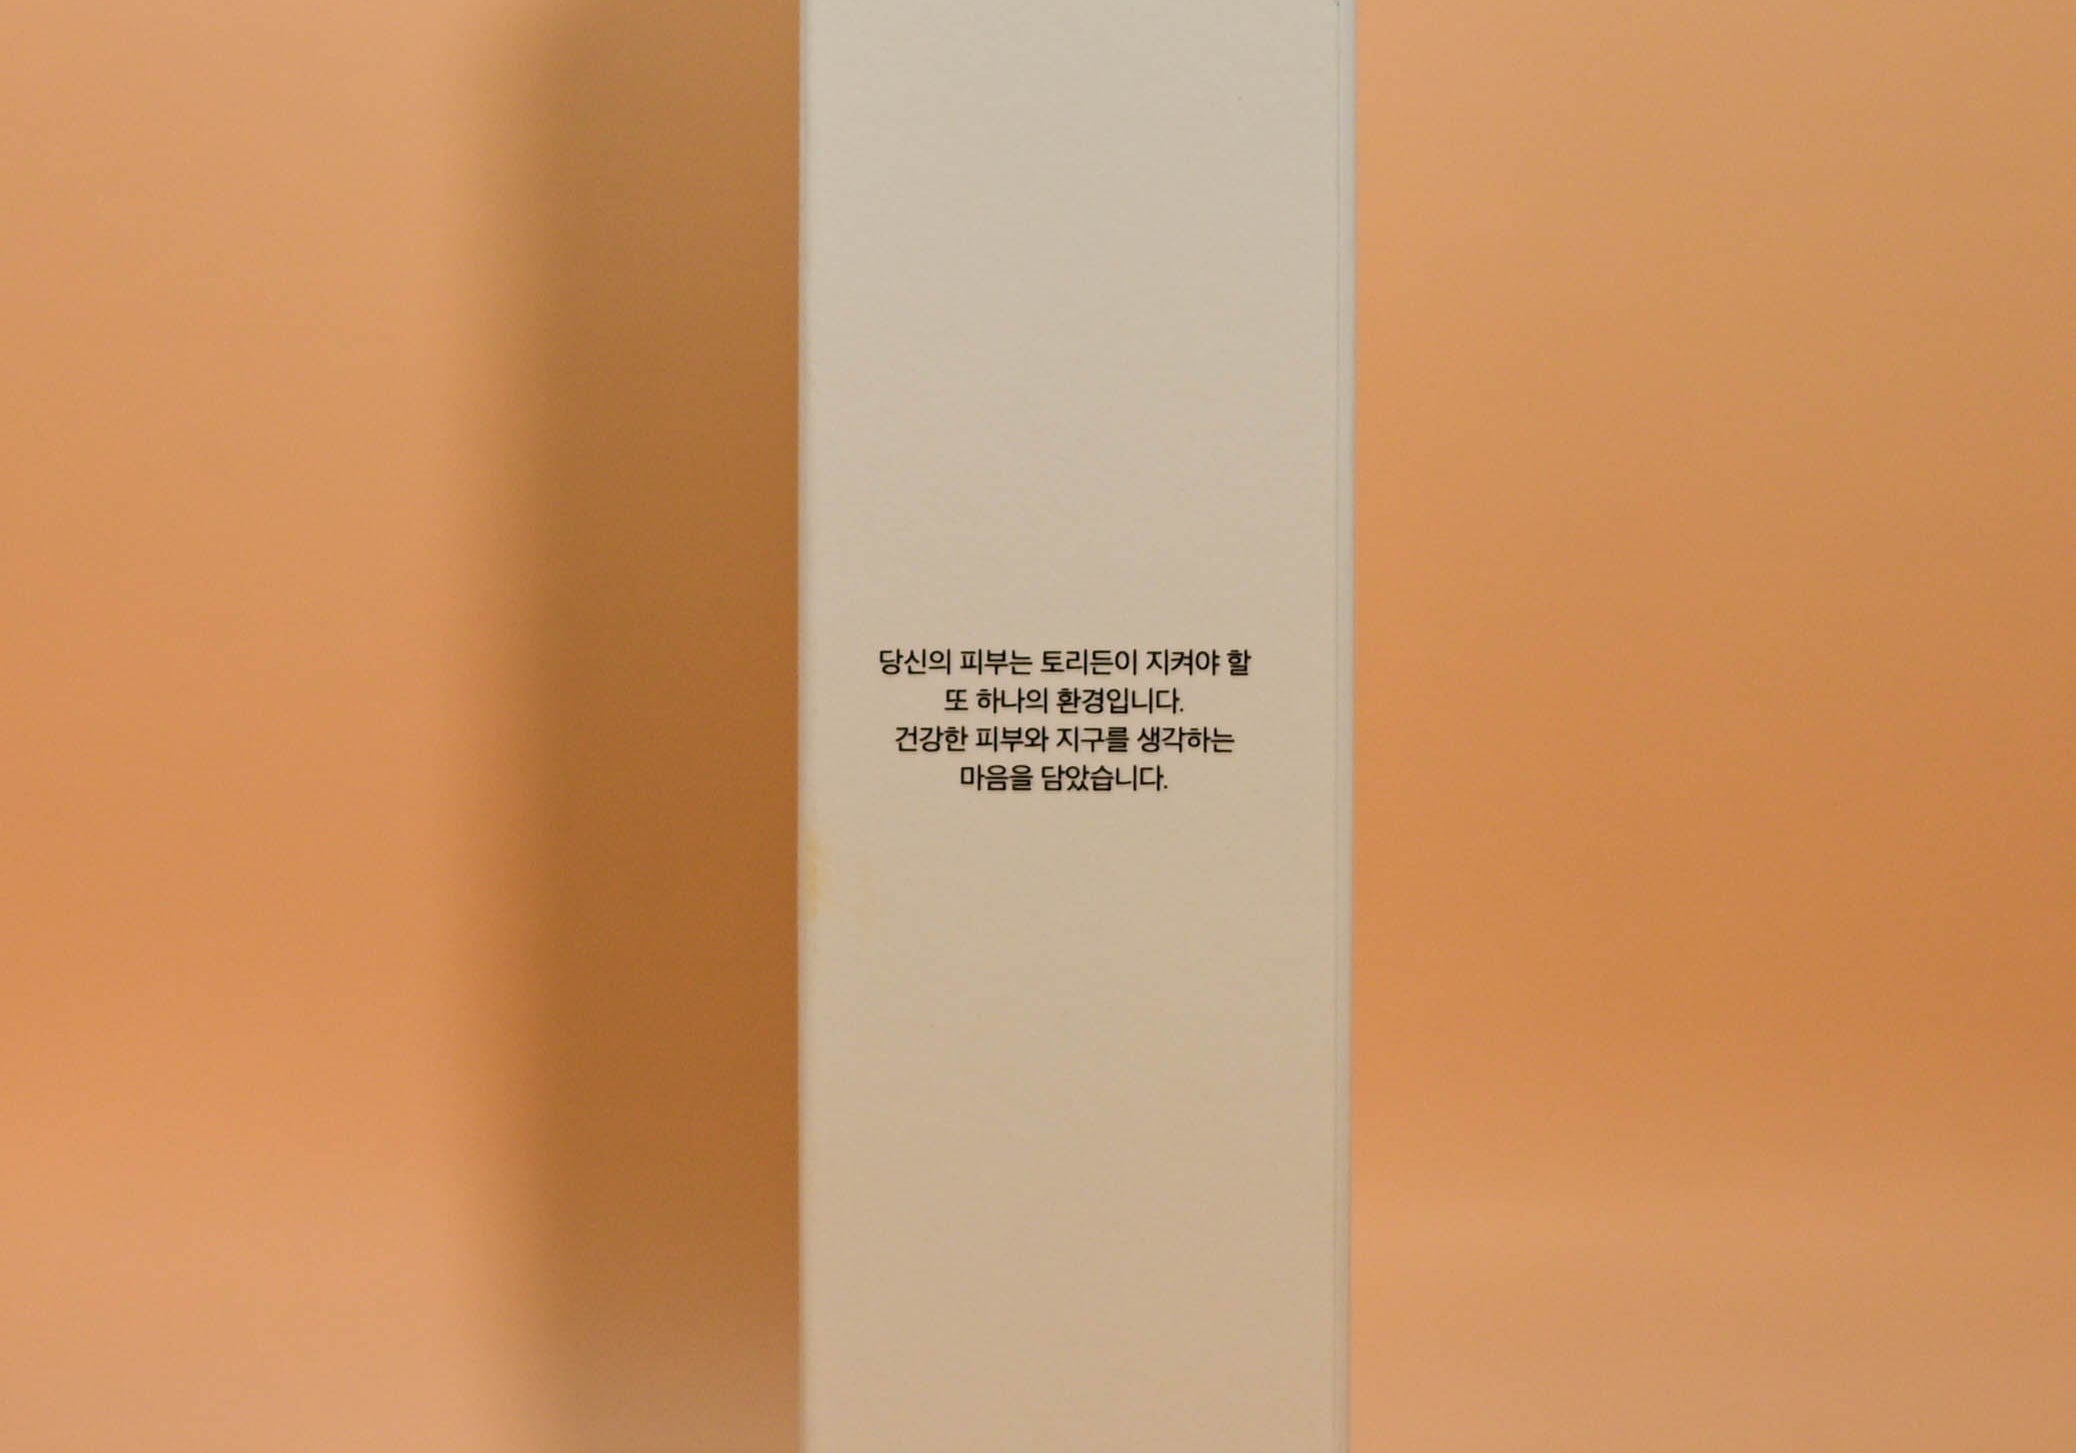 당신의 피부는 토리든이 지켜야 할
또 하나의 환경입니다.
건강한 피부와 지구를 생각하는
마음을 담았습니다.